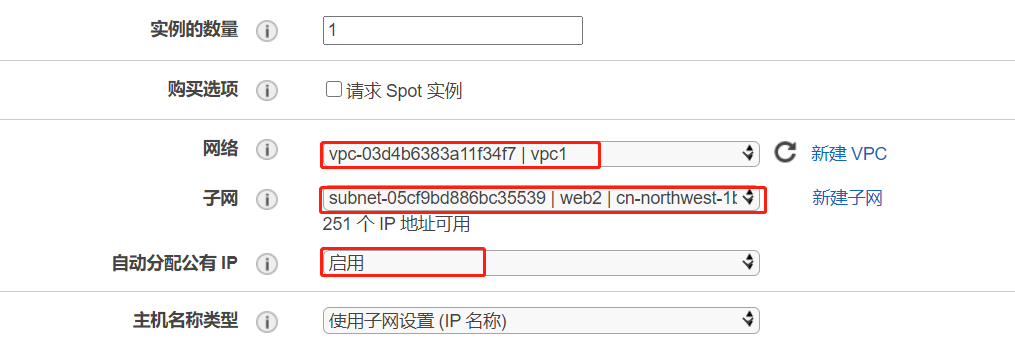 实例的数量 1
购买选项 请求 Spot 实例
网络 vpc-03d4b6383a11f34f7 | vpc1 新建 VPC
子网 subnet-05cf9bd886bc35539 | web2 | cn-northwest-1b 新建子网
251 个 IP 地址可用
自动分配公有 IP 启用
主机名称类型 使用子网设置 (IP 名称)